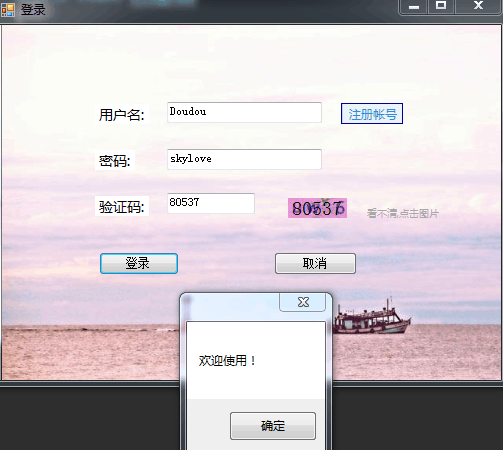 登录
用户名: Doudou 注册帐号
密码: skylove
验证码: 80537 80537 看不清,点击图片
登录 取消
欢迎使用！
确定